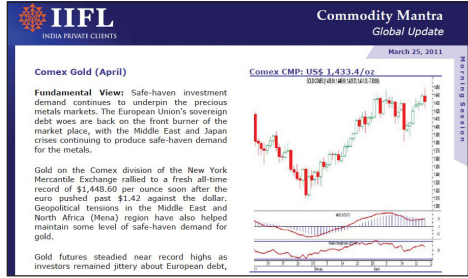 IIFL
INDIA PRIVATE CLIENTS
Commodity Mantra
Global Update
March 25, 2011
Morning Session
Comex Gold (April)
Fundamental View: Safe-haven investment
demand continues to underpin the precious
metals markets. The European Union's sovereign
debt woes are back on the front burner of the
market place, with the Middle East and Japan
crises continuing to produce safe-haven demand
for the metals.
Gold on the Comex division of the New York
Mercantile Exchange rallied to a fresh all-time
record of $1,448.60 per ounce soon after the
euro pushed past $1.42 against the dollar.
Geopolitical tension in the Middle East and
North Africa (Mena) region have also helped
maintain some level of safe-haven demand for
gold.
Gold futures steadied near record highs as
investors remained jittery about European debt,
Comex CMP: US$ 1,433.4/oz